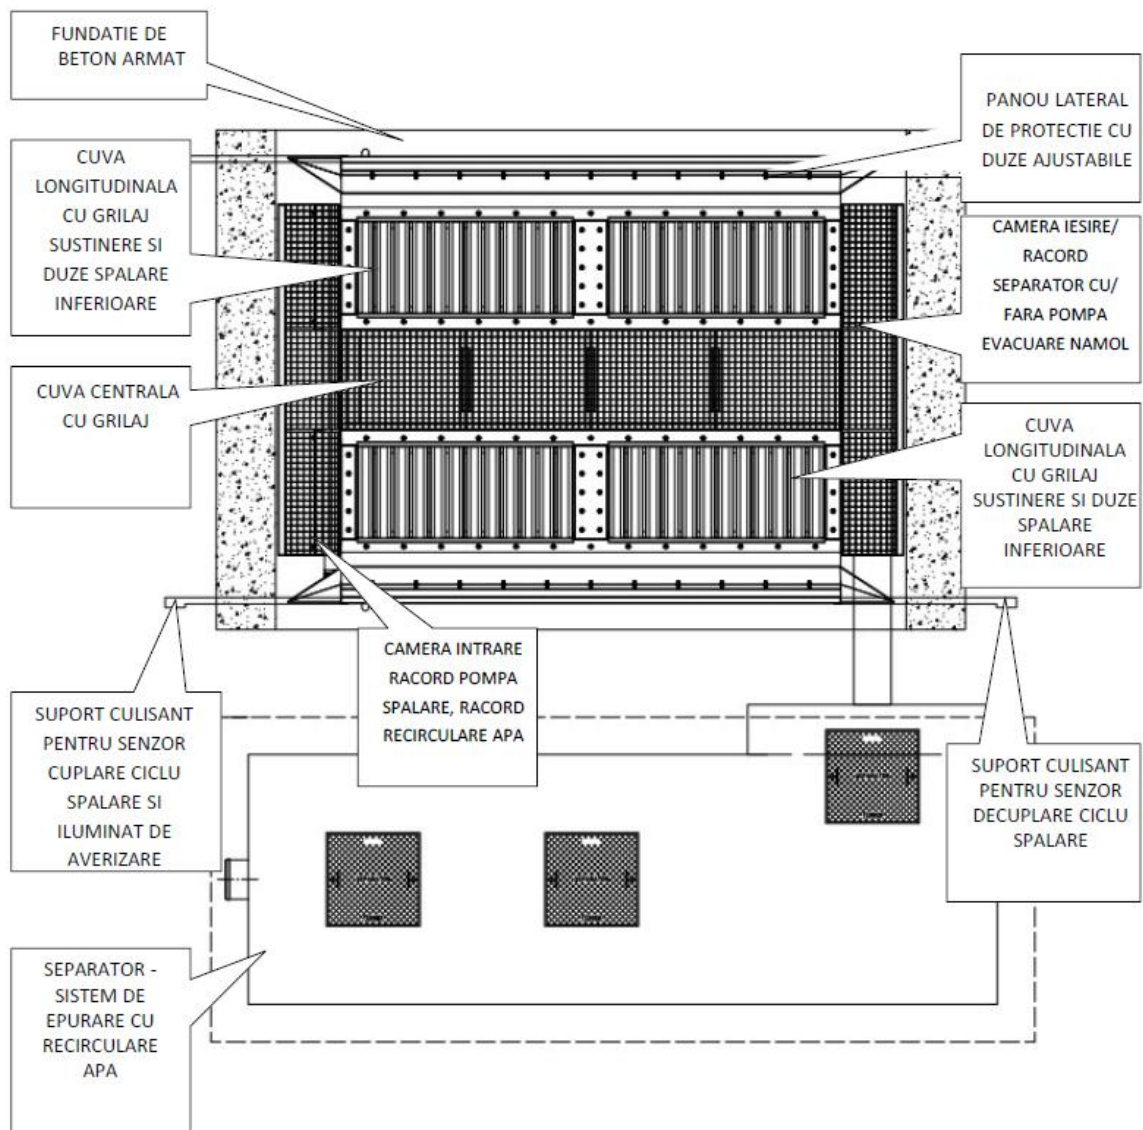 FUNDATIE DE
BETON ARMAT
PANOU LATERAL
DE PROTECTIE CU
DUZE AJUSTABILE
CUVA
LONGITUDINALA
CU GRILAJ
SUSTINERE SI
DUZE SPALARE
INFERIOARE
CAMERA IESIRE/
RACORD
SEPARATOR CU/
FARA POMPA
EVACUARE NAMOL
CUVA CENTRALA
CU GRILAJ
CUVA
LONGITUDINALA
CU GRILAJ
SUSTINERE SI DUZE
SPALARE
INFERIOARE
CAMERA INTRARE
RACORD POMPA
SPALARE, RACORD
RECIRCULARE APA
SUPORT CULISANT
PENTRU SENZOR
CUPLARE CICLU
SPALARE SI
ILUMINAT DE
AVERIZARE
SUPORT CULISANT
PENTRU SENZOR
DECUPLARE CICLU
SPALARE
SEPARATOR -
SISTEM DE
EPURARE CU
RECIRCULARE
APA